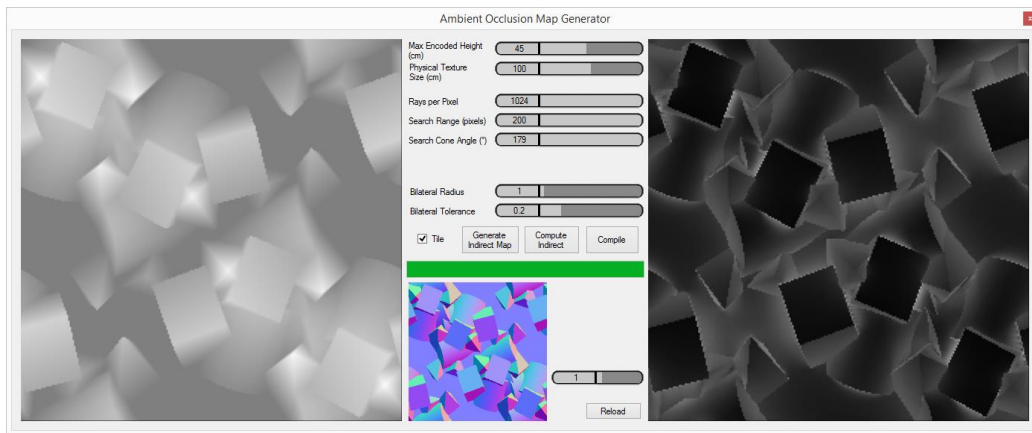 Ambient Occlusion Map Generator
x
Max Encoded Height
(cm)
45
Physical Texture
Size (cm)
100
Rays per Pixel
1024
Search Range (pixels)
200
Search Cone Angle (°)
179
Bilateral Radius
1
Bilateral Tolerance
0.2
Tile
Generate
Indirect Map
Compute
Indirect
Compile
1
Reload